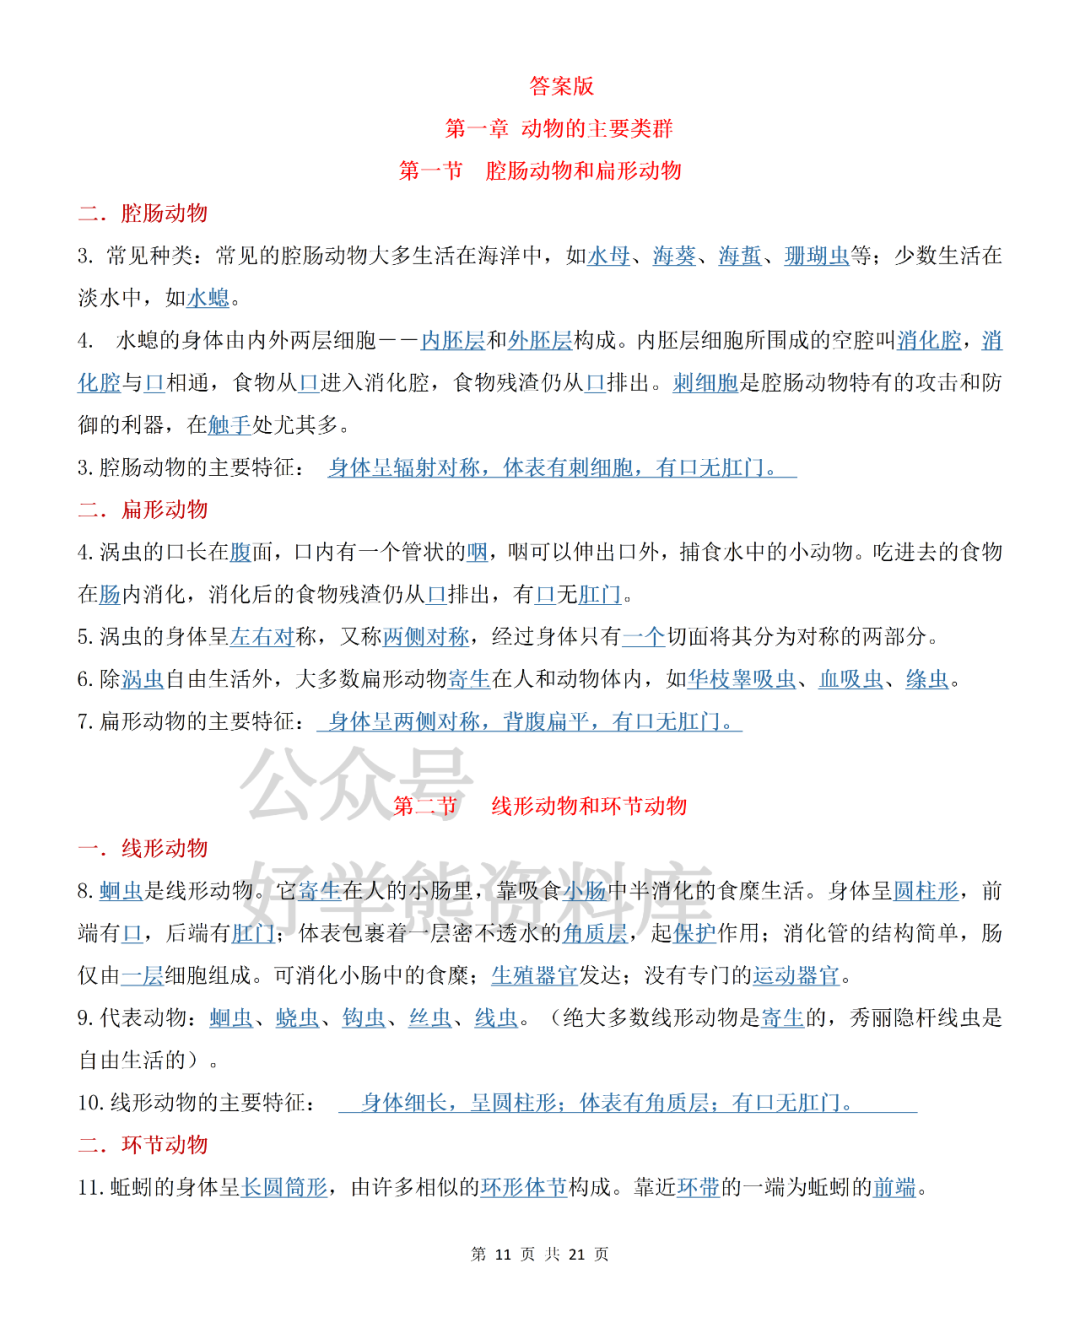 答案版
第一章 动物的主要类群
第一节 腔肠动物和扁形动物
二．腔肠动物
3. 常见种类：常见的腔肠动物大多生活在海洋中，如水母、海葵、海蜇、珊瑚虫等；少数生活在
淡水中，如水螅。
4. 水螅的身体由内外两层细胞——内胚层和外胚层构成。内胚层细胞所围成的空腔叫消化腔，消
化腔与口相通，食物从口进入消化腔，食物残渣仍从口排出。刺细胞是腔肠动物特有的攻击和防
御的利器，在触手处尤其多。
3.腔肠动物的主要特征： 身体呈辐射对称，体表有刺细胞，有口无肛门。
二．扁形动物
4.涡虫的口长在腹面，口内有一个管状的咽，咽可以伸出口外，捕食水中的小动物。吃进去的食物
在肠内消化，消化后的食物残渣仍从口排出，有口无肛门。
5.涡虫的身体呈左右对称，又称两侧对称，经过身体只有一个切面将其分为对称的两部分。
6.除涡虫自由生活外，大多数扁形动物寄生在人和动物体内，如华枝睾吸虫、血吸虫、绦虫。
7.扁形动物的主要特征： 身体呈两侧对称，背腹扁平，有口无肛门。
公众号
第二节 线形动物和环节动物
一．线形动物
好学熊资料库
8.蛔虫是线形动物。它寄生在人的小肠里，靠吸食小肠中半消化的食糜生活。身体呈圆柱形，前
端有口，后端有肛门；体表包裹着一层密不透水的角质层，起保护作用；消化管的结构简单，肠
仅由一层细胞组成。可消化小肠中的食糜；生殖器官发达；没有专门的运动器官。
9.代表动物：蛔虫、蛲虫、钩虫、丝虫、线虫。（绝大多数线形动物是寄生的，秀丽隐杆线虫是
自由生活的）。
10.线形动物的主要特征： 身体细长，呈圆柱形；体表有角质层；有口无肛门。
二．环节动物
11.蚯蚓的身体呈长圆筒形，由许多相似的环形体节构成。靠近环带的一端为蚯蚓的前端。
第 11 页 共 21 页